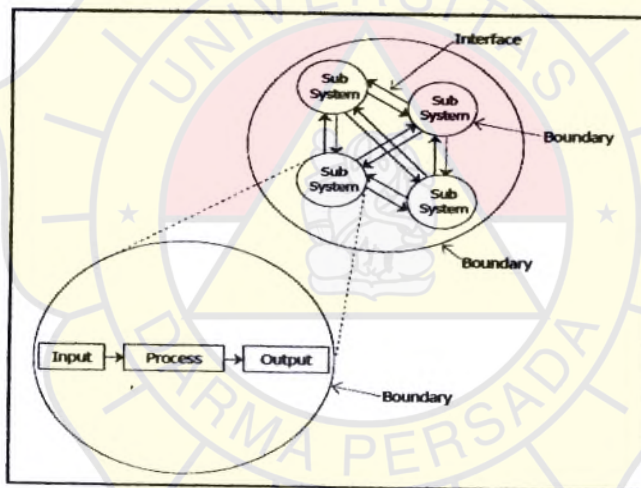 UNIVERSITAS
Interface
Sub
System
Sub
System
Boundary
Sub
System
Sub
System
Boundary
Input
Process
Output
Boundary
DARMA PERSADA